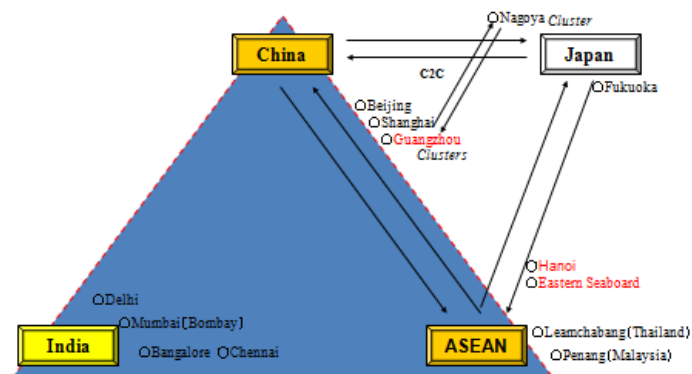 Nagoya Cluster
China
Japan
C2C
Fukuoka
Beijing
Shanghai
Guangzhou
Clusters
Hanoi
Eastern Seaboard
Delhi
Mumbai(Bombay)
India
Bangalore
Chennai
ASEAN
Leamchabang(Thailand)
Penang(Malaysia)